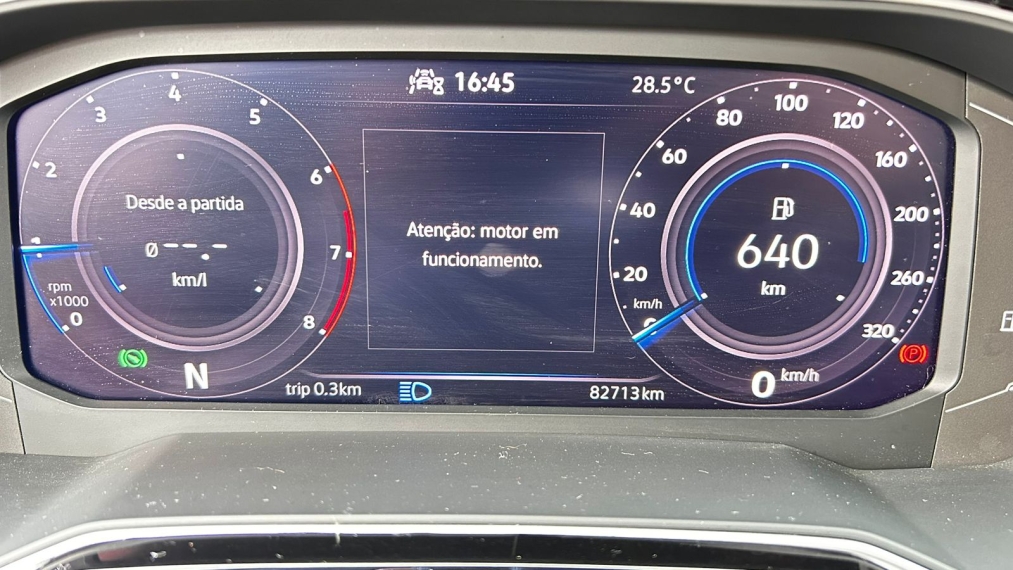 16:45
28.5°C
4
3
5
2
6
1
7
rpm
x1000
0
8
Desde a partida
Ø--.-
km/l
N
Atenção: motor em
funcionamento.
100
80
120
60
160
40
200
20
260
km/h
0
320
640
km
0 km/h
P
trip 0.3km
82713km